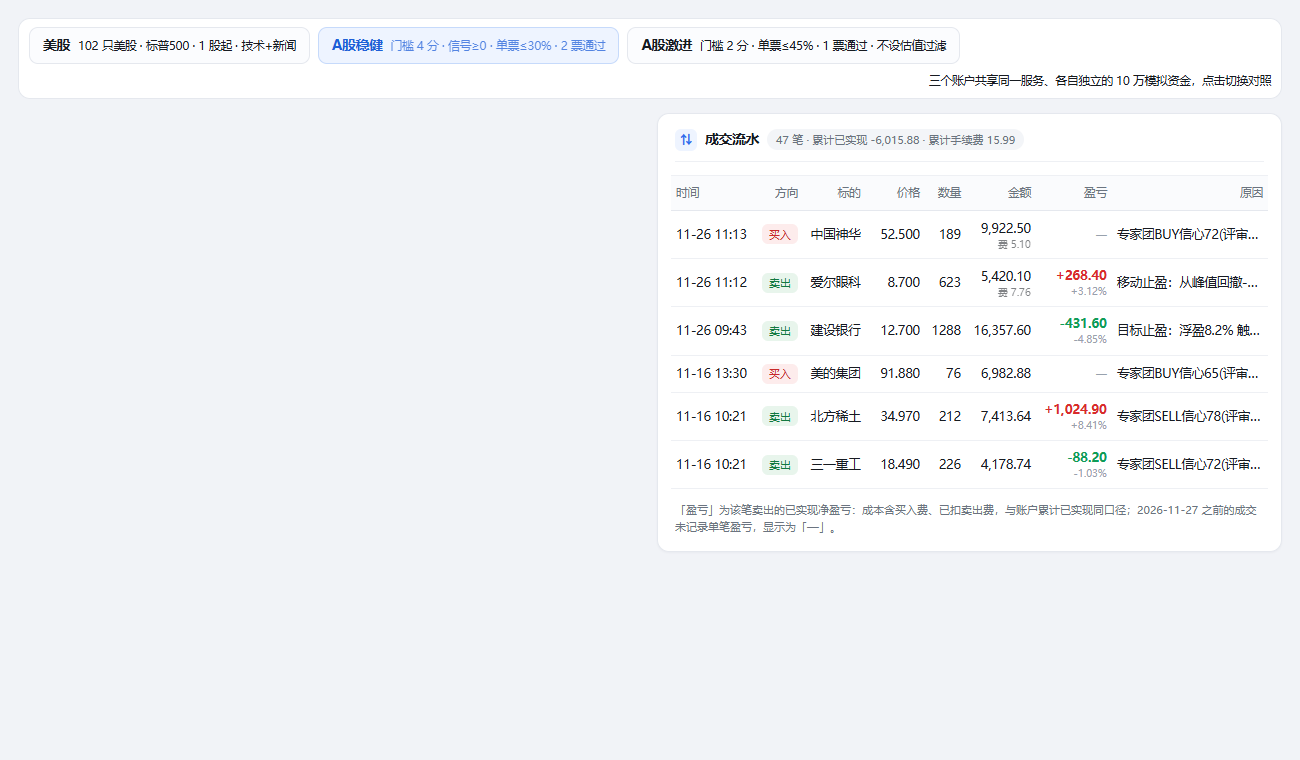 美股 102 只美股 · 标普500 · 1 股起 · 技术+新闻
A股稳健 门槛 4 分 · 信号≥0 · 单票≤30% · 2 票通过
A股激进 门槛 2 分 · 单票≤45% · 1 票通过 · 不设估值过滤
三个账户共享同一服务、各自独立的 10 万模拟资金，点击切换对照
成交流水 47 笔 · 累计已实现 -6,015.88 · 累计手续费 15.99
时间 方向 标的 价格 数量 金额 盈亏 原因
11-26 11:13 买入 中国神华 52.500 189 9,922.50 — 专家团BUY信心72(评审...
费 5.10
11-26 11:12 卖出 爱尔眼科 8.700 623 5,420.10 +268.40 移动止盈：从峰值回撤-...
费 7.76 +3.12%
11-26 09:43 卖出 建设银行 12.700 1288 16,357.60 -431.60 目标止盈：浮盈8.2% 触...
-4.85%
11-16 13:30 买入 美的集团 91.880 76 6,982.88 — 专家团BUY信心65(评审...
11-16 10:21 卖出 北方稀土 34.970 212 7,413.64 +1,024.90 专家团SELL信心78(评审...
+8.41%
11-16 10:21 卖出 三一重工 18.490 226 4,178.74 -88.20 专家团SELL信心72(评审...
-1.03%
「盈亏」为该笔卖出的已实现净盈亏：成本含买入费、已扣卖出费，与账户累计已实现同口径；2026-11-27 之前的成交
未记录单笔盈亏，显示为「—」。